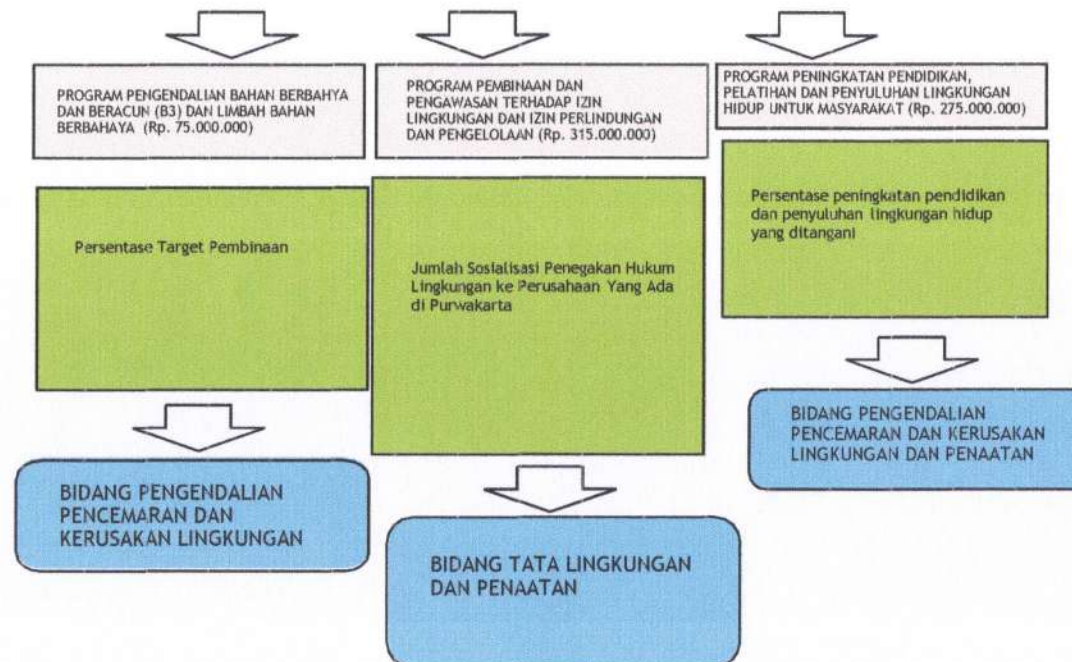 PROGRAM PENGENDALIAN BAHAN BERBAHYA
DAN BERACUN (B3) DAN LIMBAH BAHAN
BERBAHAYA (Rp. 75.000.000)
PROGRAM PEMBINAAN DAN
PENGAWASAN TERHADAP IZIN
LINGKUNGAN DAN IZIN PERLINDUNGAN
DAN PENGELOLAAN (Rp. 315.000.000)
PROGRAM PENINGKATAN PENDIDIKAN,
PELATIHAN DAN PENYULUHAN LINGKUNGAN
HIDUP UNTUK MASYARAKAT (Rp. 275.000.000)
Persentase Target Pembinaan
Jumlah Sosialisasi Penegakan Hukum
Lingkungan ke Perusahaan Yang Ada
di Purwakarta
Persentase peningkatan pendidikan
dan penyuluhan lingkungan hidup
yang ditangani
BIDANG PENGENDALIAN
PENCEMARAN DAN
KERUSAKAN LINGKUNGAN
BIDANG TATA LINGKUNGAN
DAN PENAATAN
BIDANG PENGENDALIAN
PENCEMARAN DAN KERUSAKAN
LINGKUNGAN DAN PENAATAN